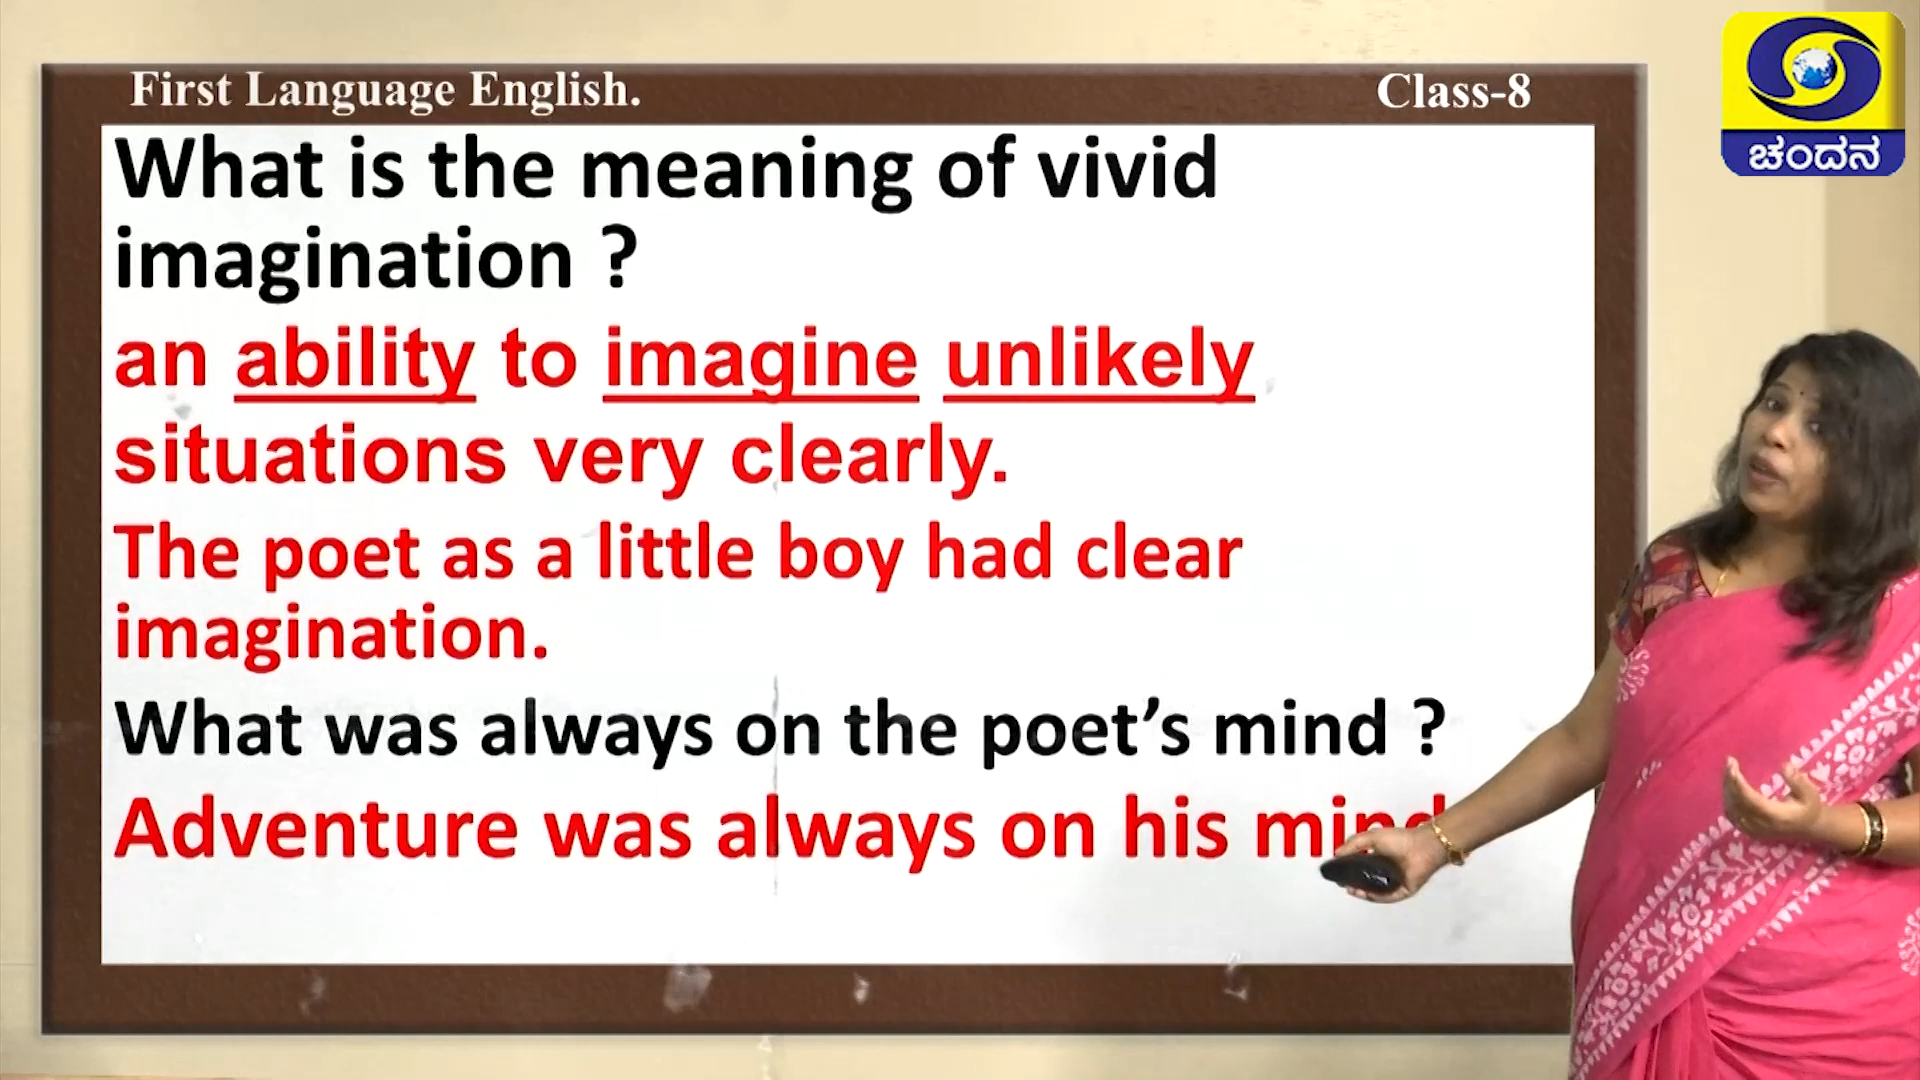 First Language English.
Class-8
ಚಂದನ
What is the meaning of vivid
imagination ?
an ability to imagine unlikely
situations very clearly.
The poet as a little boy had clear
imagination.
What was always on the poet’s mind ?
Adventure was always on his mind